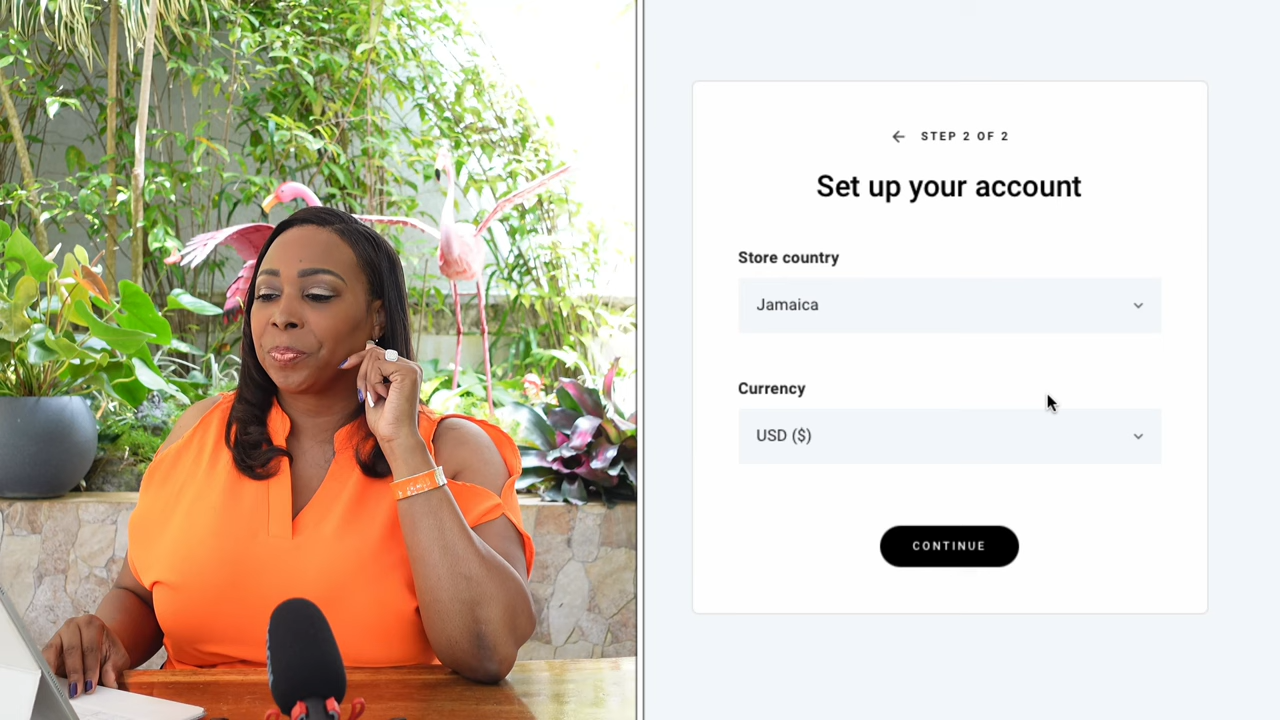 STEP 2 OF 2
Set up your account
Store country
Jamaica
Currency
USD ($)
CONTINUE